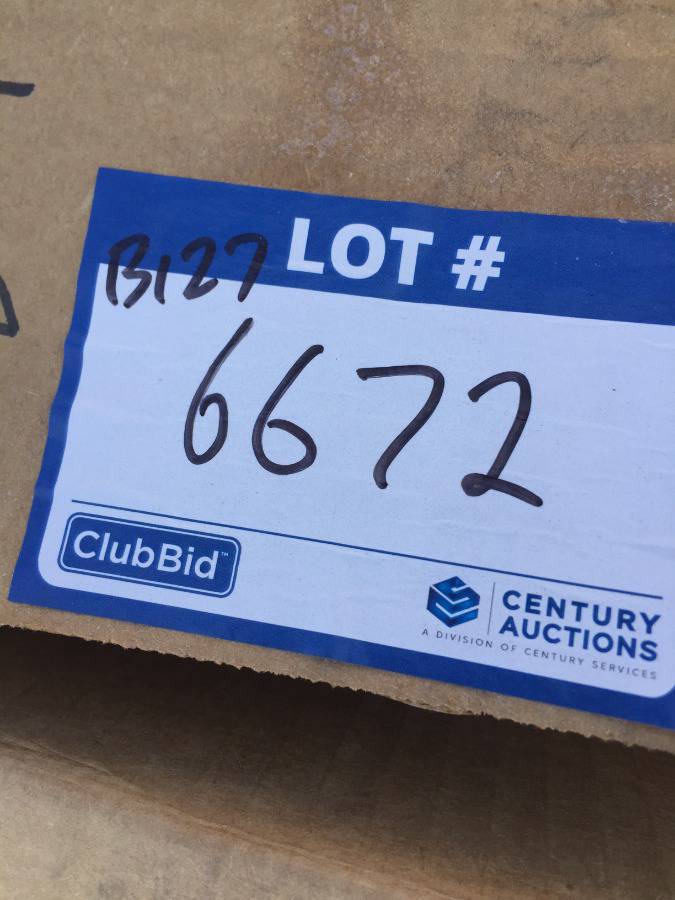 LOT #
B127
6672
ClubBid™
CENTURY
AUCTIONS
A DIVISION OF CENTURY SERVICES